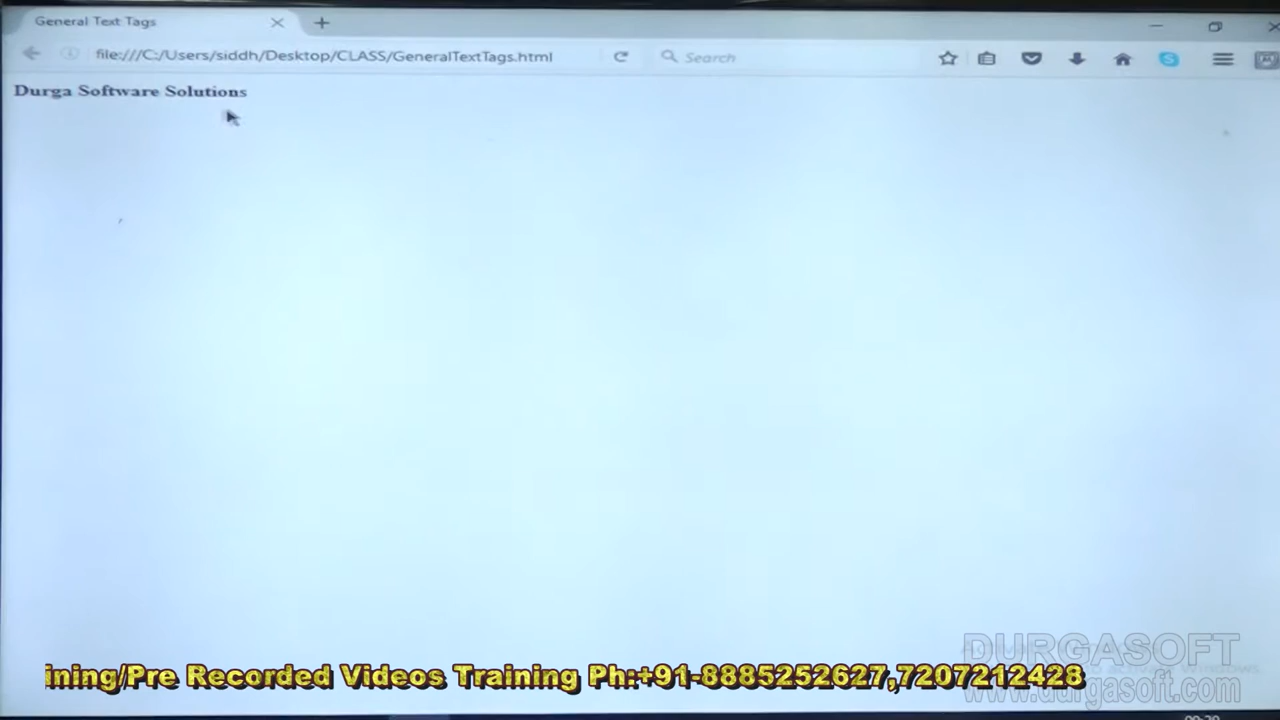 General Text Tags
file:///C:/Users/siddh/Desktop/CLASS/GeneralTextTags.html
Search
Durga Software Solutions
DURGASOFT
ining/Pre Recorded Videos Training Ph:+91-8885252627,7207212428
www.durgasoft.com